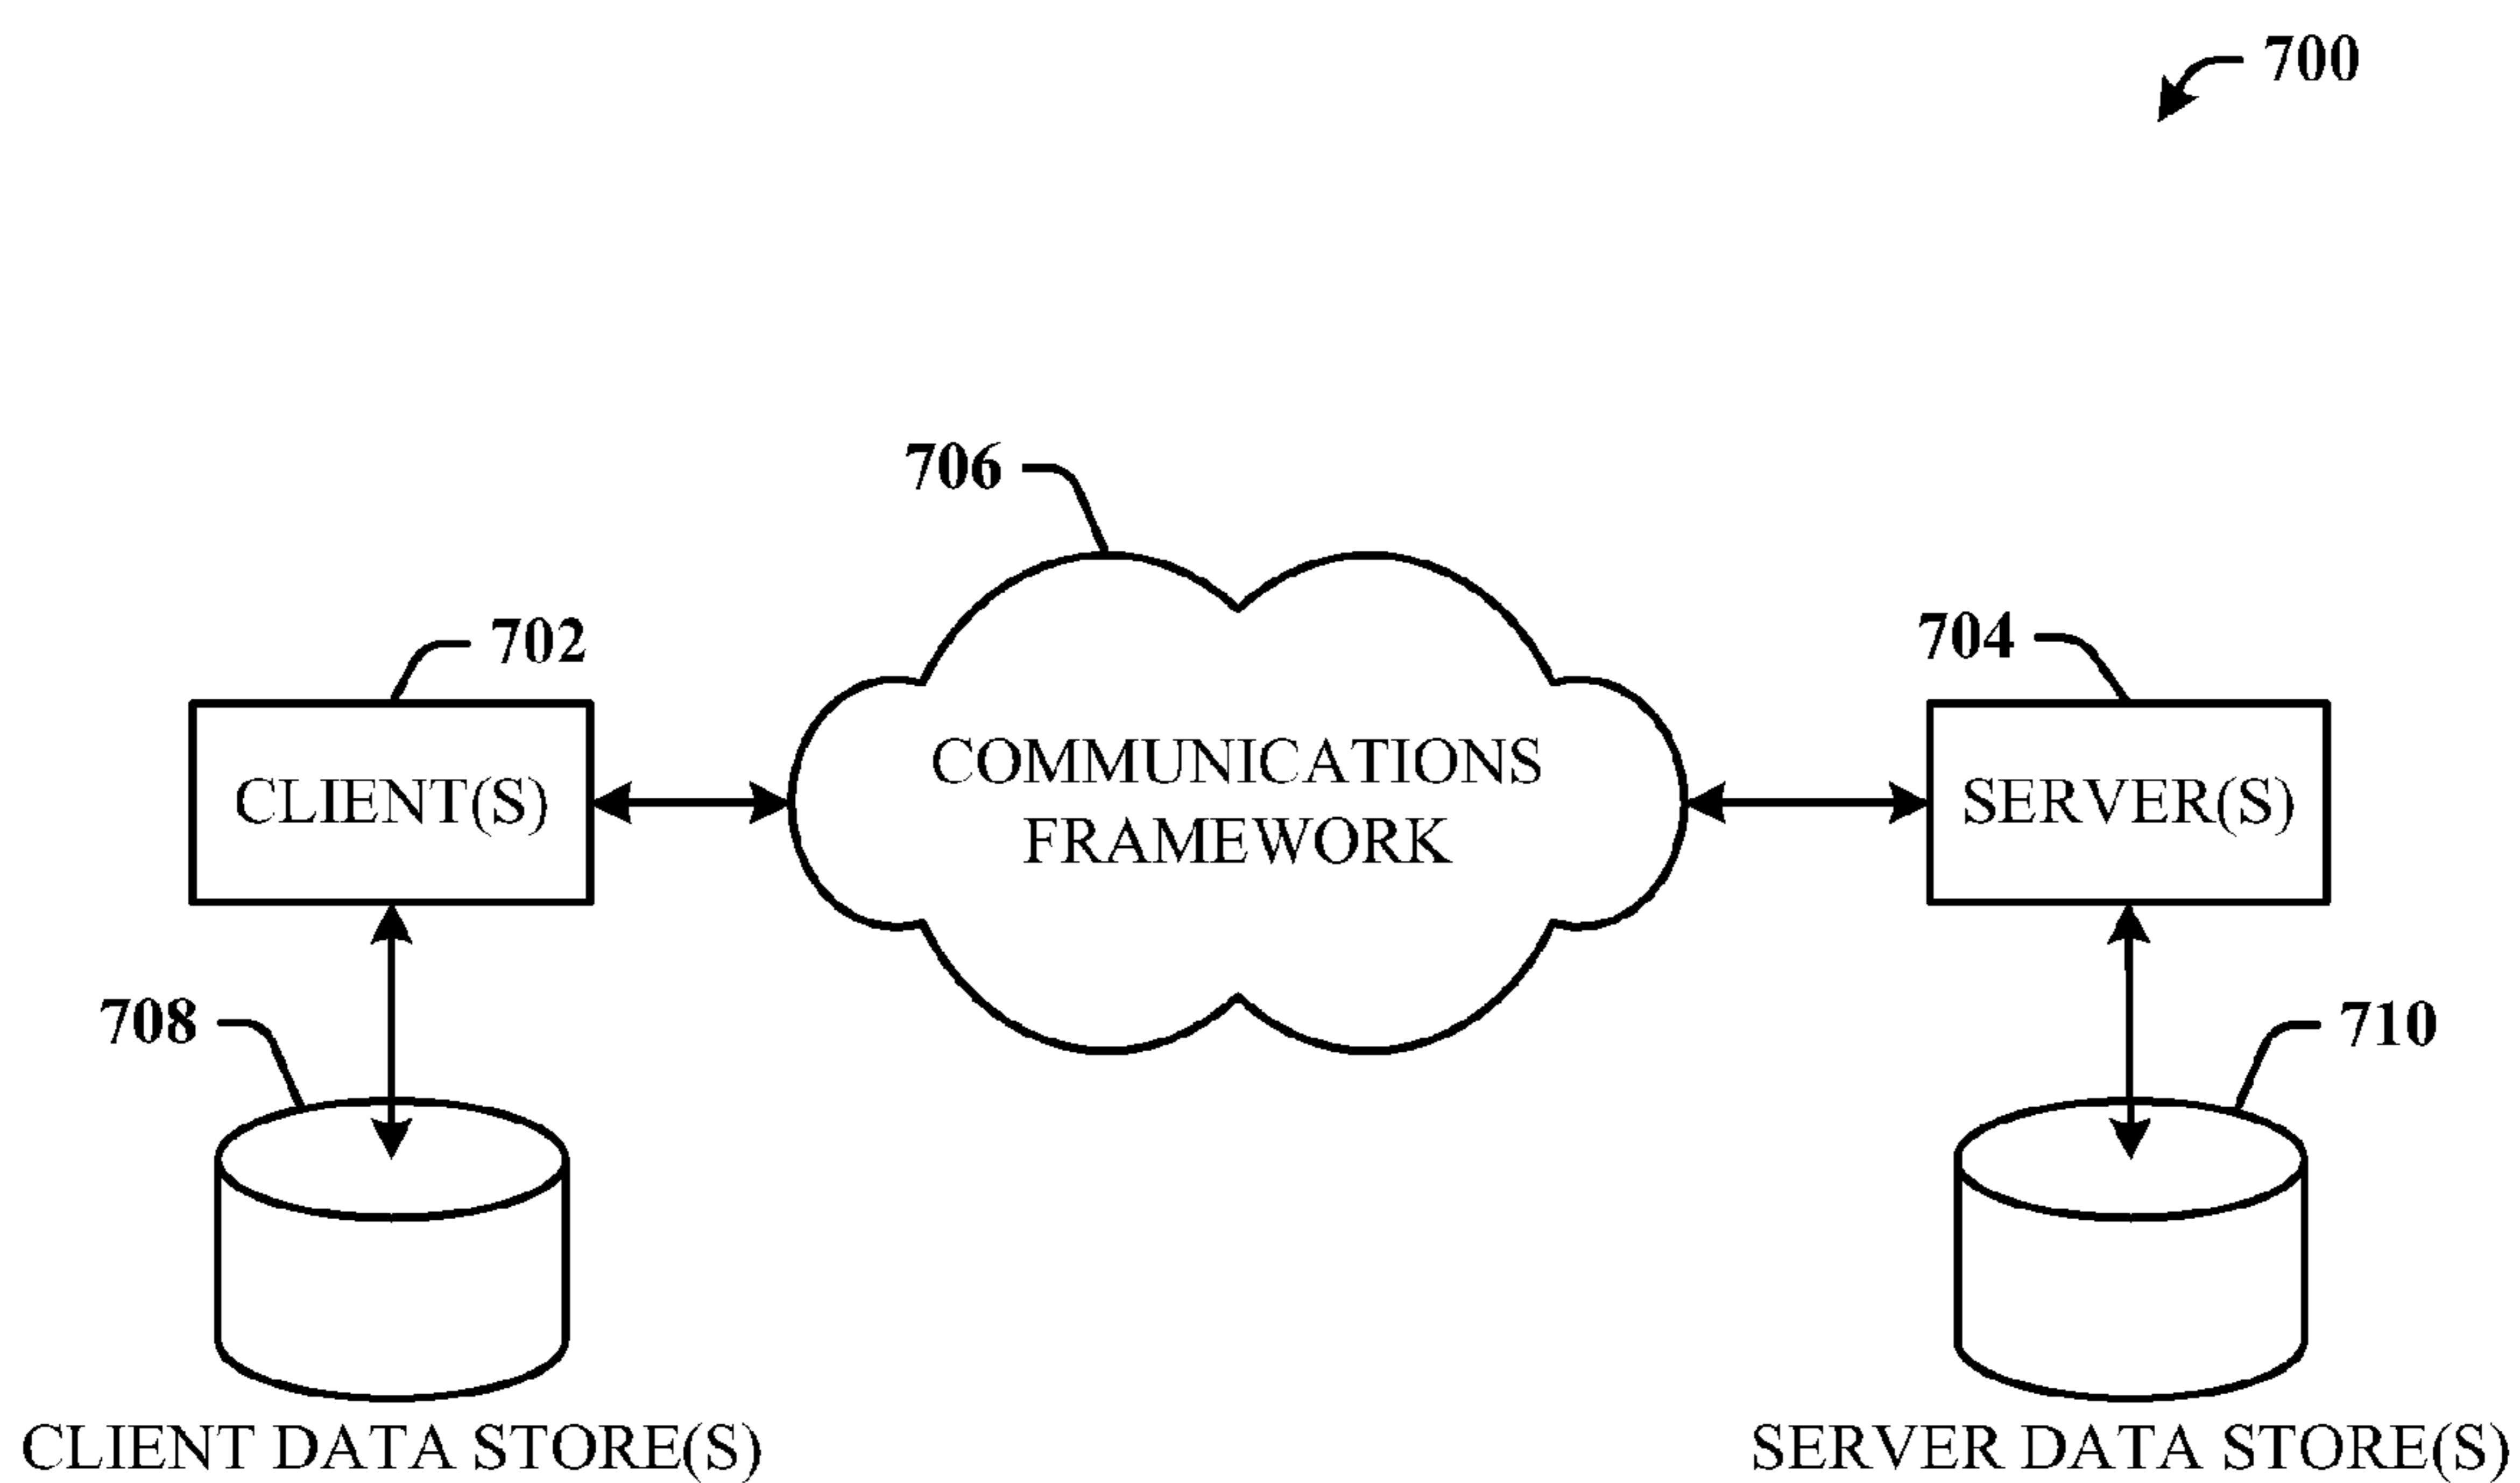 700
706
702
704
COMMUNICATIONS
FRAMEWORK
CLIENT(S)
SERVER(S)
708
710
CLIENT DATA STORE(S)
SERVER DATA STORE(S)